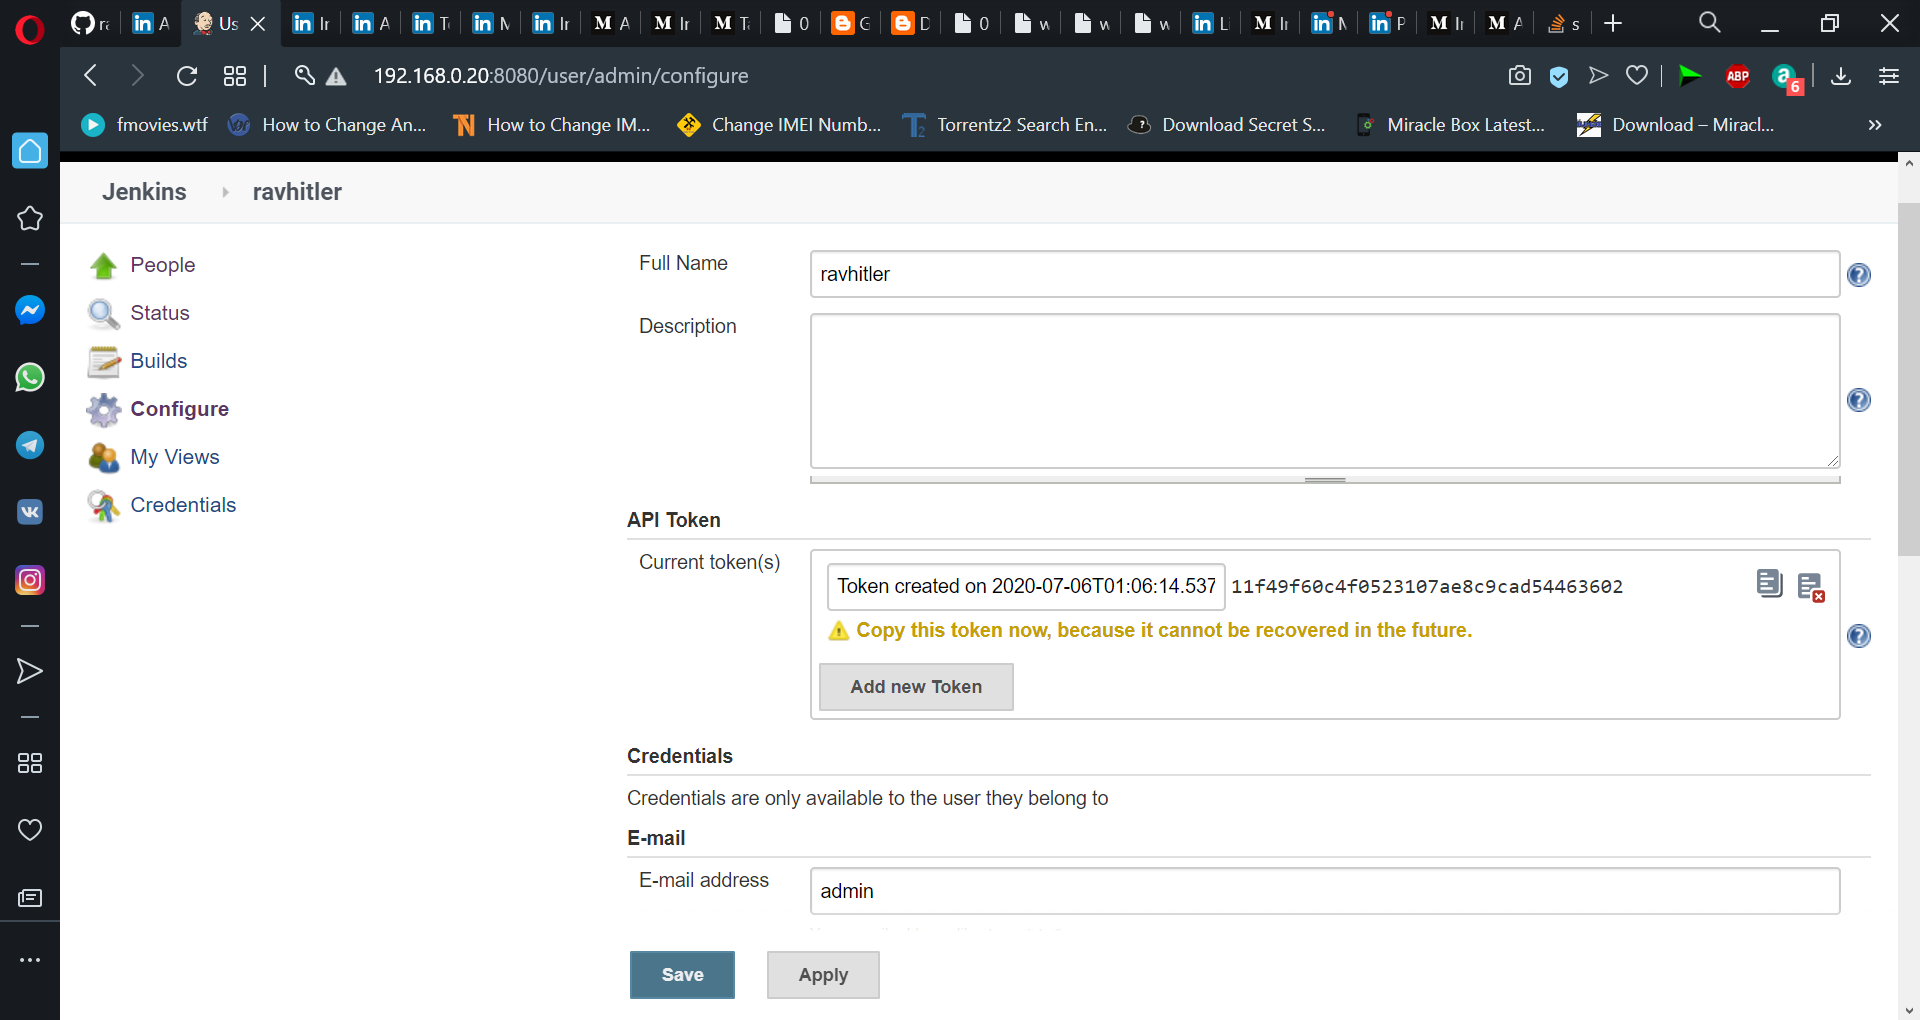 Us
192.168.0.20:8080/user/admin/configure
ABP
6
fmovies.wtf
How to Change An...
How to Change IM...
Change IMEI Numb...
Torrentz2 Search En...
Download Secret S...
Miracle Box Latest...
Download – Miracl...
»
Jenkins ravhitler
People
Status
Builds
Configure
My Views
Credentials
Full Name
ravhitler
Description
API Token
Current token(s)
Token created on 2020-07-06T01:06:14.537
11f49f60c4f0523107ae8c9cad54463602
Copy this token now, because it cannot be recovered in the future.
Add new Token
Credentials
Credentials are only available to the user they belong to
E-mail
E-mail address
admin
Save
Apply